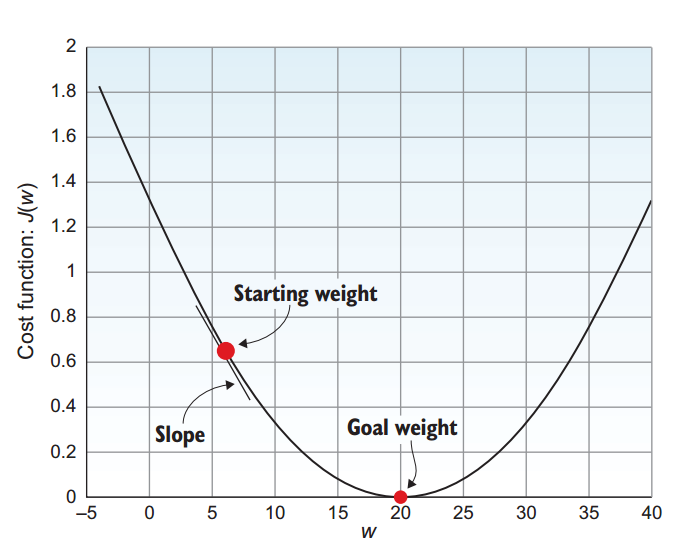 2
1.8
1.6
1.4
1.2
1
0.8
0.6
0.4
0.2
0
Cost function: J(w)
Starting weight
Slope
Goal weight
–5 0 5 10 15 20 25 30 35 40
w